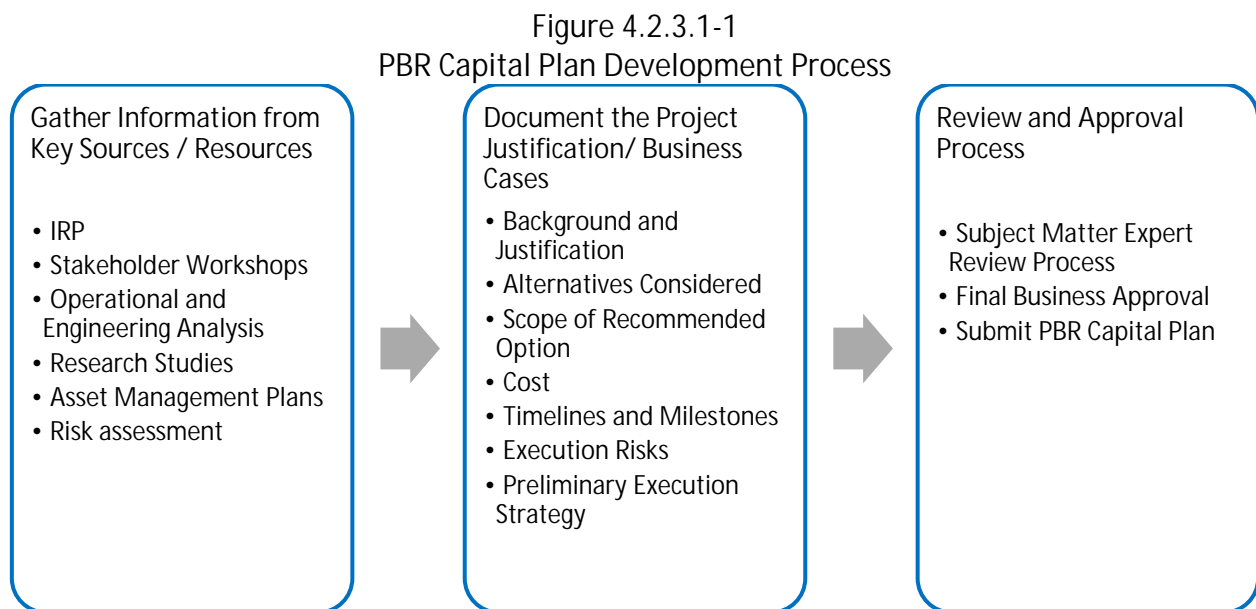 Figure 4.2.3.1-1
PBR Capital Plan Development Process
Gather Information from
Key Sources / Resources
• IRP
• Stakeholder Workshops
• Operational and
Engineering Analysis
• Research Studies
• Asset Management Plans
• Risk assessment
Document the Project
Justification/ Business
Cases
• Background and
Justification
• Alternatives Considered
• Scope of Recommended
Option
• Cost
• Timelines and Milestones
• Execution Risks
• Preliminary Execution
Strategy
Review and Approval
Process
• Subject Matter Expert
Review Process
• Final Business Approval
• Submit PBR Capital Plan